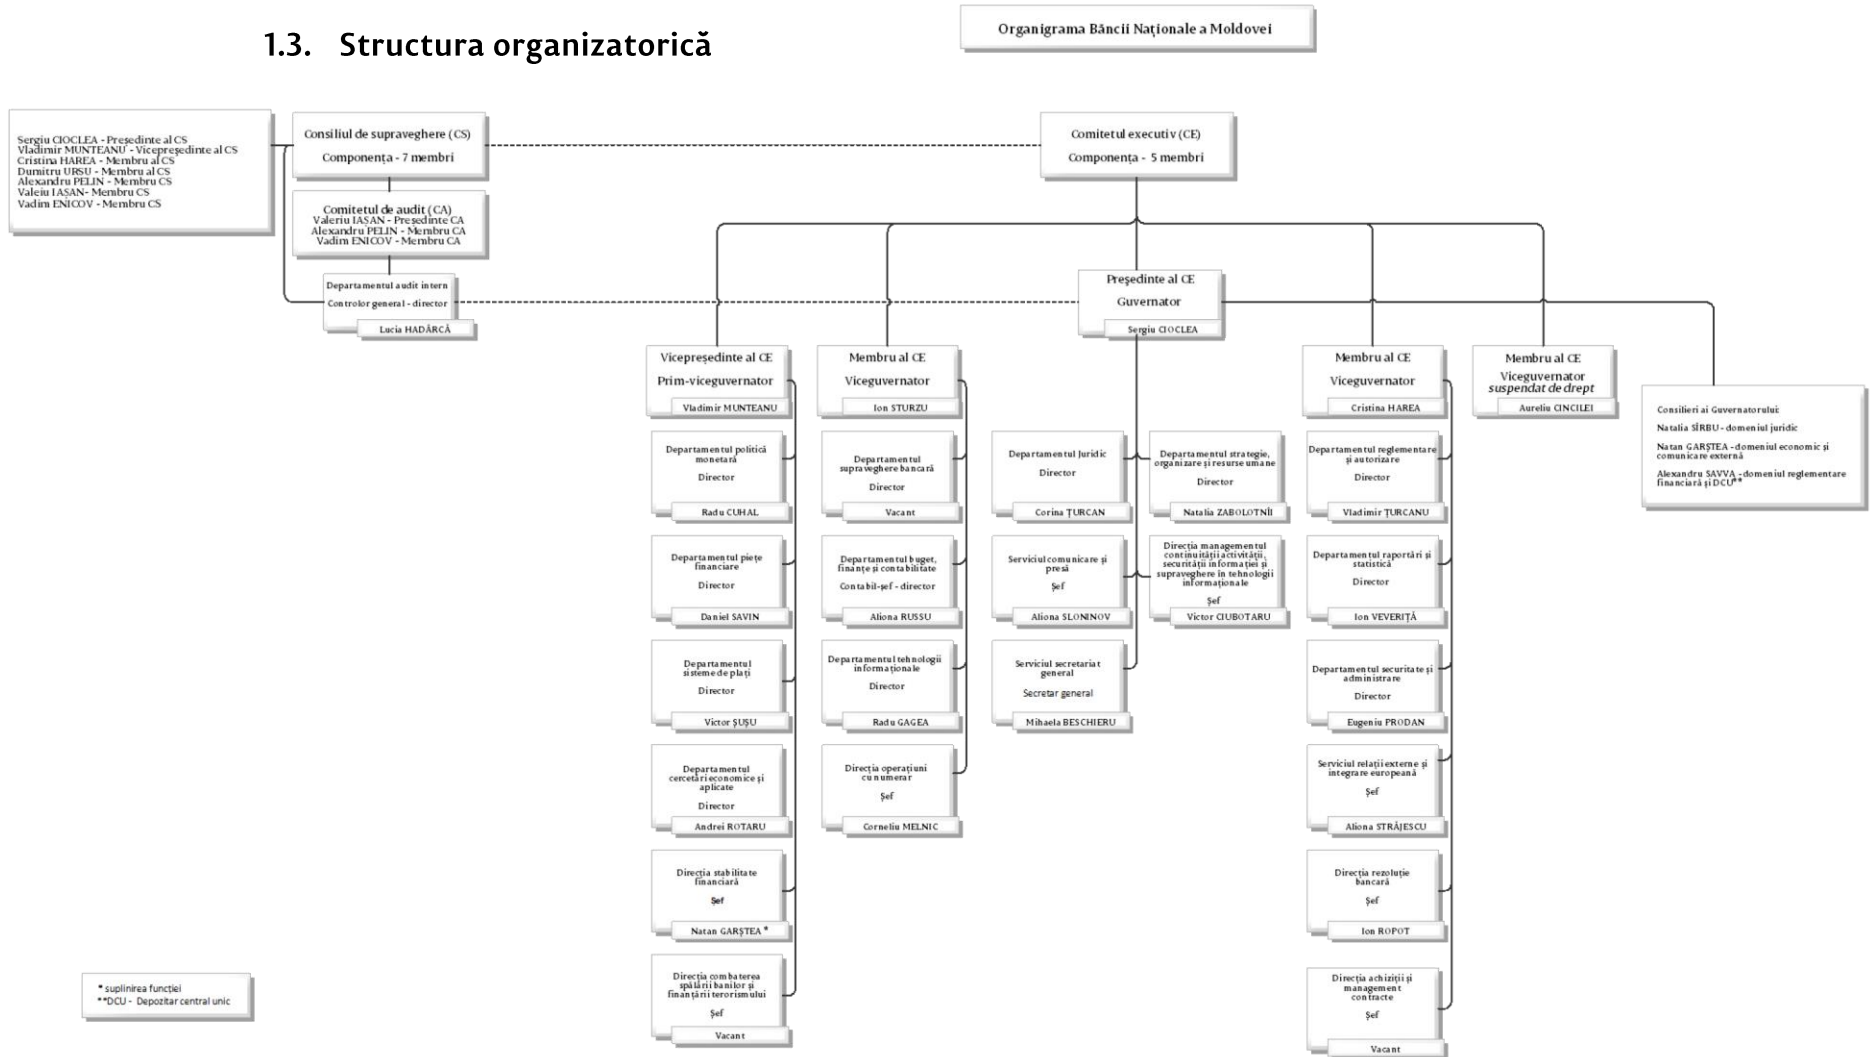 1.3. Structura organizatorică
Organigrama Băncii Naționale a Moldovei
Sergiu CIOCLEA - Președinte al CS
Vladimir MUNTEANU - Vicepreședinte al CS
Cristina HAREA - Membru al CS
Dumitru URSU - Membru al CS
Alexandru PELIN - Membru CS
Valeiu IAȘAN- Membru CS
Vadim ENICOV - Membru CS
Consiliul de supraveghere (CS)
Componența - 7 membri
Comitetul de audit (CA)
Valeriu IAȘAN - Președinte CA
Alexandru PELIN - Membru CA
Vadim ENICOV - Membru CA
Departamentul audit intern
Controlor general - director
Lucia HADÂRCĂ
Comitetul executiv (CE)
Componența - 5 membri
Președinte al CE
Guvernator
Sergiu CIOCLEA
Vicepreședinte al CE
Prim-viceguvernator
Vladimir MUNTEANU
Departamentul politică
monetară
Director
Radu CUHAL
Departamentul piețe
financiare
Director
Daniel SAVIN
Departamentul
sisteme de plați
Director
Victor ȘUȘU
Departamentul
cercetări economice și
aplicate
Director
Andrei ROTARU
Direcția stabilitate
financiară
Șef
Natan GARȘTEA *
Direcția combaterea
spălării banilor și
finanțării terorismului
Șef
Vacant
Membru al CE
Viceguvernator
Ion STURZU
Departamentul
supraveghere bancară
Director
Vacant
Departamentul buget,
finanțe și contabilitate
Contabil-șef - director
Aliona RUSSU
Departamentul tehnologii
informaționale
Director
Radu GAGEA
Direcția operațiuni
cu numerar
Șef
Corneliu MELNIC
Departamentul Juridic
Director
Corina ȚURCAN
Serviciul comunicare și
presă
Șef
Aliona SLONINOV
Serviciul secretariat
general
Secretar general
Mihaela BESCHIERU
Departamentul strategie,
organizare și resurse umane
Director
Natalia ZABOLOTNÎI
Direcția managementul
continuității activității,
securității informației și
supraveghere în tehnologii
informaționale
Șef
Victor CIUBOTARU
Membru al CE
Viceguvernator
Cristina HAREA
Departamentul reglementare
și autorizare
Director
Vladimir ȚURCANU
Departamentul raportări și
statistică
Director
Ion VEVERIȚĂ
Departamentul securitate și
administrare
Director
Eugeniu PRODAN
Serviciul relații externe și
integrare europeană
Șef
Aliona STRĂJESCU
Direcția rezoluție
bancară
Șef
Ion ROPOT
Direcția achiziții și
management
contracte
Șef
Vacant
Membru al CE
Viceguvernator
suspendat de drept
Aureliu CINCILEI
Consilieri ai Guvernatorului:
Natalia SÎRBU - domeniul juridic
Natan GARȘTEA - domeniul economic și
comunicare externă
Alexandru SAVVA - domeniul reglementare
financiară și DCU**
* suplinirea funcției
**DCU - Depozitar central unic